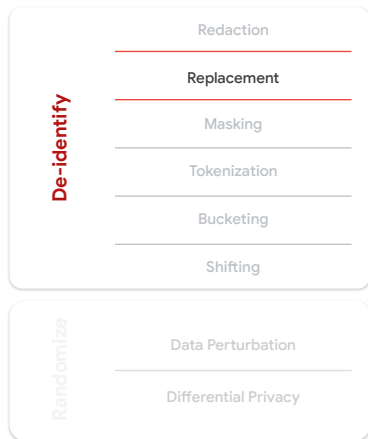 De-identify
Redaction
Replacement
Masking
Tokenization
Bucketing
Shifting
Randomize
Data Perturbation
Differential Privacy